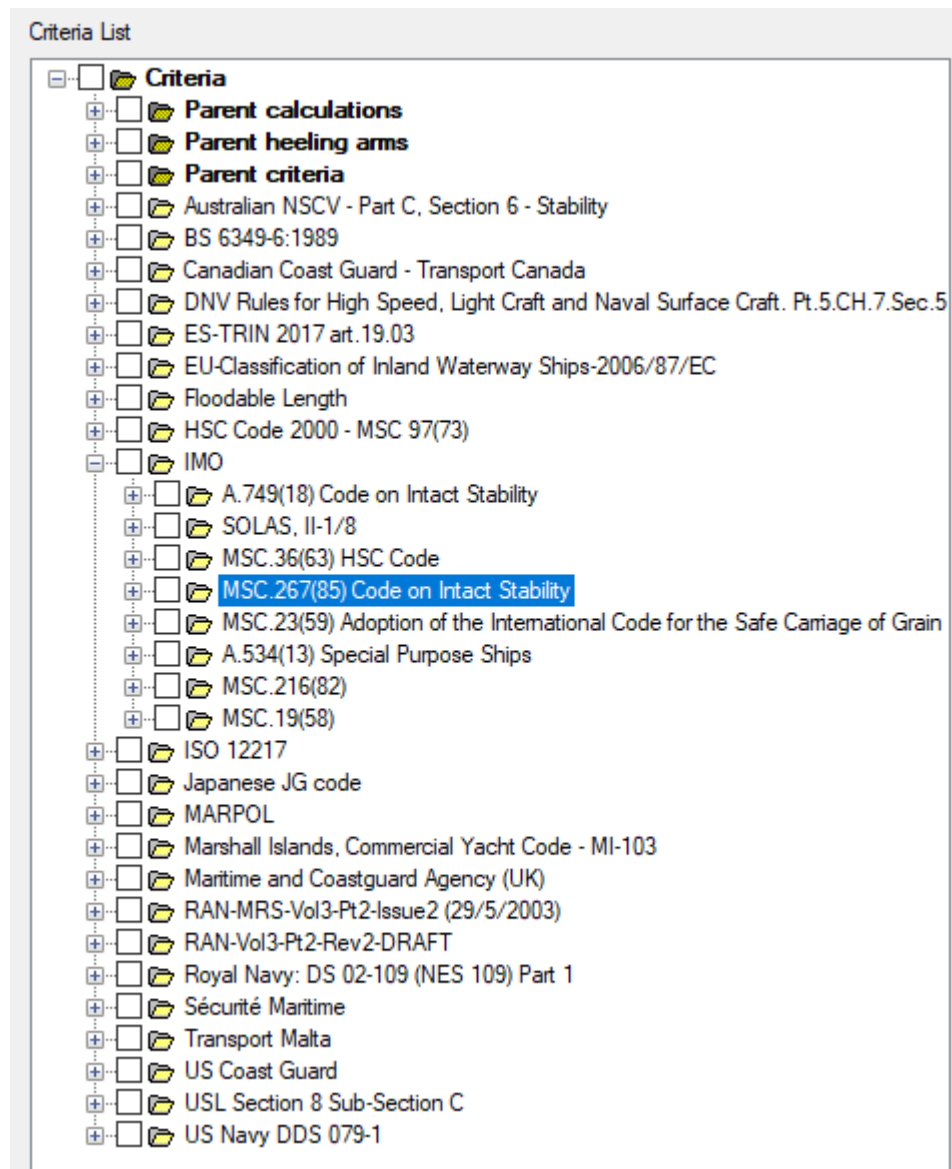 Criteria List
Criteria
Parent calculations
Parent heeling arms
Parent criteria
Australian NSCV - Part C, Section 6 - Stability
BS 6349-6:1989
Canadian Coast Guard - Transport Canada
DNV Rules for High Speed, Light Craft and Naval Surface Craft. Pt.5.CH.7.Sec.5
ES-TRIN 2017 art.19.03
EU-Classification of Inland Waterway Ships-2006/87/EC
Floodable Length
HSC Code 2000 - MSC 97(73)
IMO
A.749(18) Code on Intact Stability
SOLAS, II-1/8
MSC.36(63) HSC Code
MSC.267(85) Code on Intact Stability
MSC.23(59) Adoption of the International Code for the Safe Carriage of Grain
A.534(13) Special Purpose Ships
MSC.216(82)
MSC.19(58)
ISO 12217
Japanese JG code
MARPOL
Marshall Islands, Commercial Yacht Code - MI-103
Maritime and Coastguard Agency (UK)
RAN-MRS-Vol3-Pt2-Issue2 (29/5/2003)
RAN-Vol3-Pt2-Rev2-DRAFT
Royal Navy: DS 02-109 (NES 109) Part 1
Sécurité Maritime
Transport Malta
US Coast Guard
USL Section 8 Sub-Section C
US Navy DDS 079-1